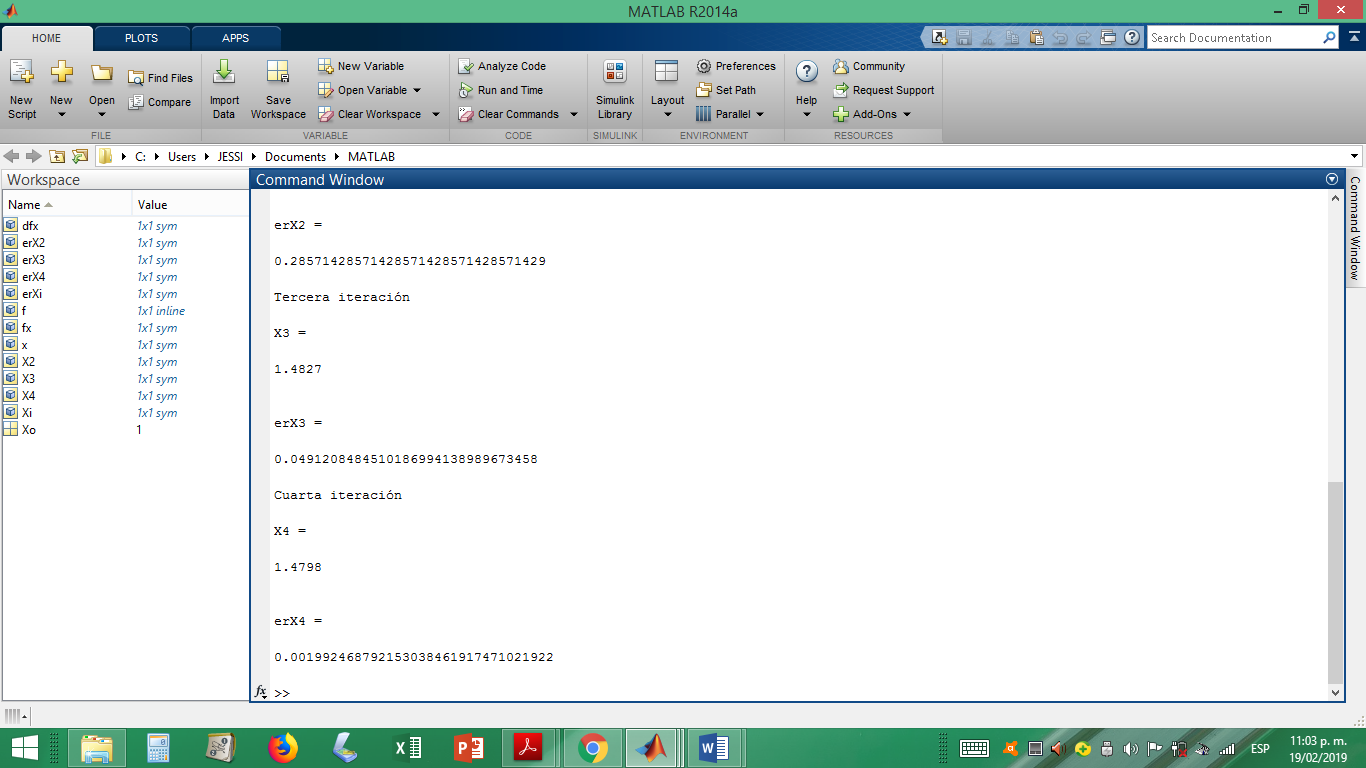 MATLAB R2014a
HOME PLOTS APPS
Search Documentation
New Script
New
Open
Find Files
Compare
Import Data
Save Workspace
New Variable
Open Variable
Clear Workspace
Analyze Code
Run and Time
Clear Commands
Simulink Library
Layout
Preferences
Set Path
Parallel
Help
Community
Request Support
Add-Ons
FILE VARIABLE CODE SIMULINK ENVIRONMENT RESOURCES
C: Users JESSI Documents MATLAB
Workspace
Name Value
dfx 1x1 sym
erX2 1x1 sym
erX3 1x1 sym
erX4 1x1 sym
erXi 1x1 sym
f 1x1 inline
fx 1x1 sym
x 1x1 sym
X2 1x1 sym
X3 1x1 sym
X4 1x1 sym
Xi 1x1 sym
Xo 1
Command Window
erX2 =
0.28571428571428571428571428571429
Tercera iteración
X3 =
1.4827
erX3 =
0.049120848451018699413898967 3458
Cuarta iteración
X4 =
1.4798
erX4 =
0.001992468792153038461917471021922
fx >>
Command Window
ESP
11:03 p. m.
19/02/2019